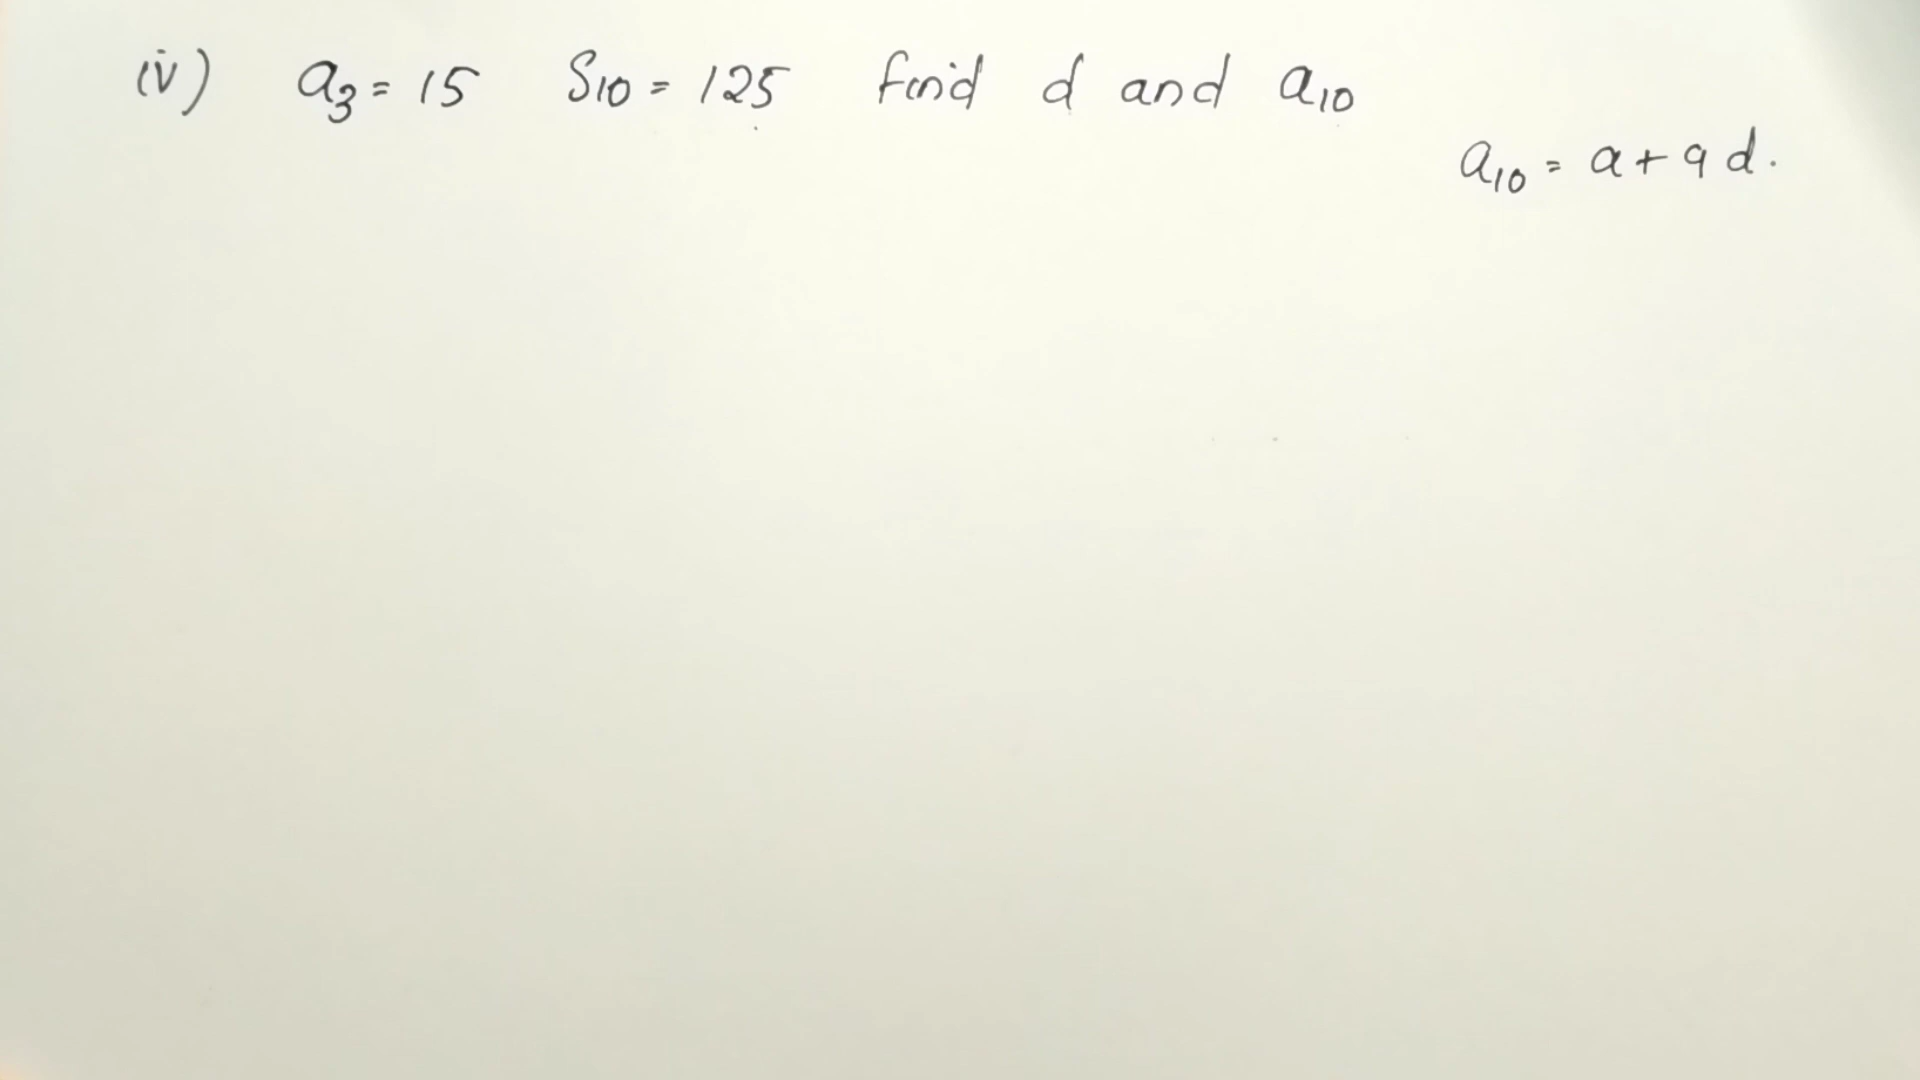 (iv) a₃ = 15 S₁₀ = 125 find d and a₁₀
a₁₀ = a + 9 d.